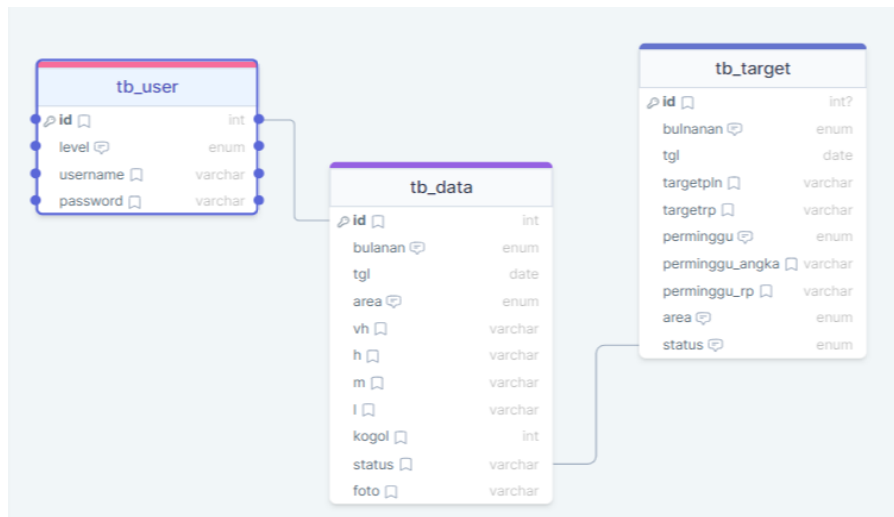 tb_user
id int
level enum
username varchar
password varchar
tb_data
id int
bulanan enum
tgl date
area enum
vh varchar
h varchar
m varchar
l varchar
kogol int
status varchar
foto varchar
tb_target
id int?
bulnanan enum
tgl date
targetpln varchar
targetrp varchar
perminggu enum
perminggu_angka varchar
perminggu_rp varchar
area enum
status enum